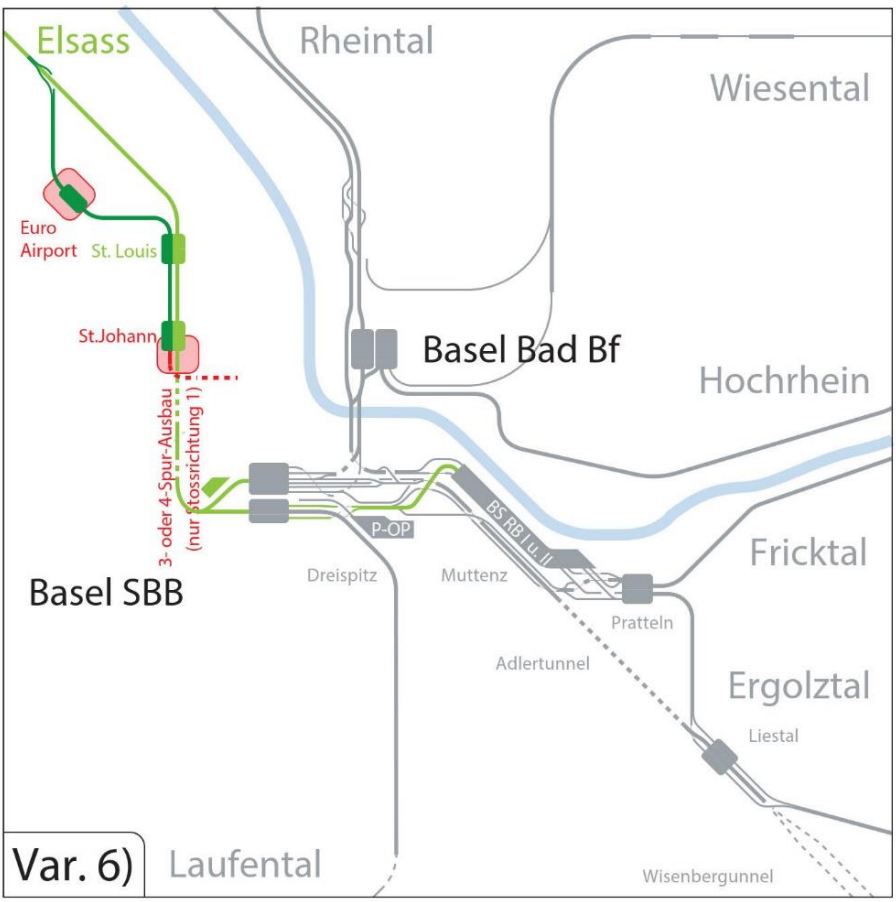 Elsass
Rheintal
Wiesental
Euro
Airport
St. Louis
St.Johann
Basel Bad Bf
Hochrhein
3- oder 4-Spur-Ausbau
(nur Stossrichtung 1)
P-OP
BS RB I u. II
Fricktal
Dreispitz
Muttenz
Basel SBB
Pratteln
Adlertunnel
Ergolztal
Liestal
Var. 6)
Laufental
Wisenbergunnel